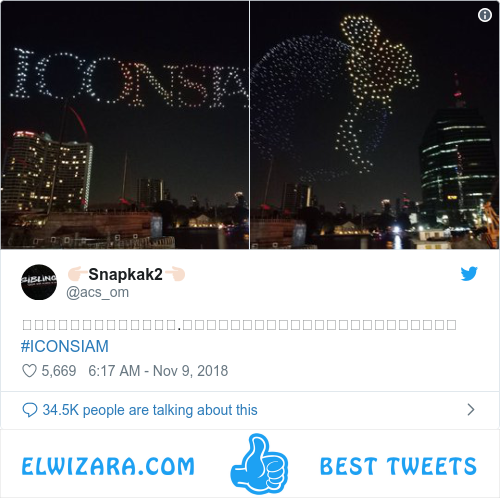 ICONSIAM
👉🏻Snapkak2👈🏻
@acs_om
#ICONSIAM
5,669 6:17 AM - Nov 9, 2018
34.5K people are talking about this
ELWIZARA.COM BEST TWEETS